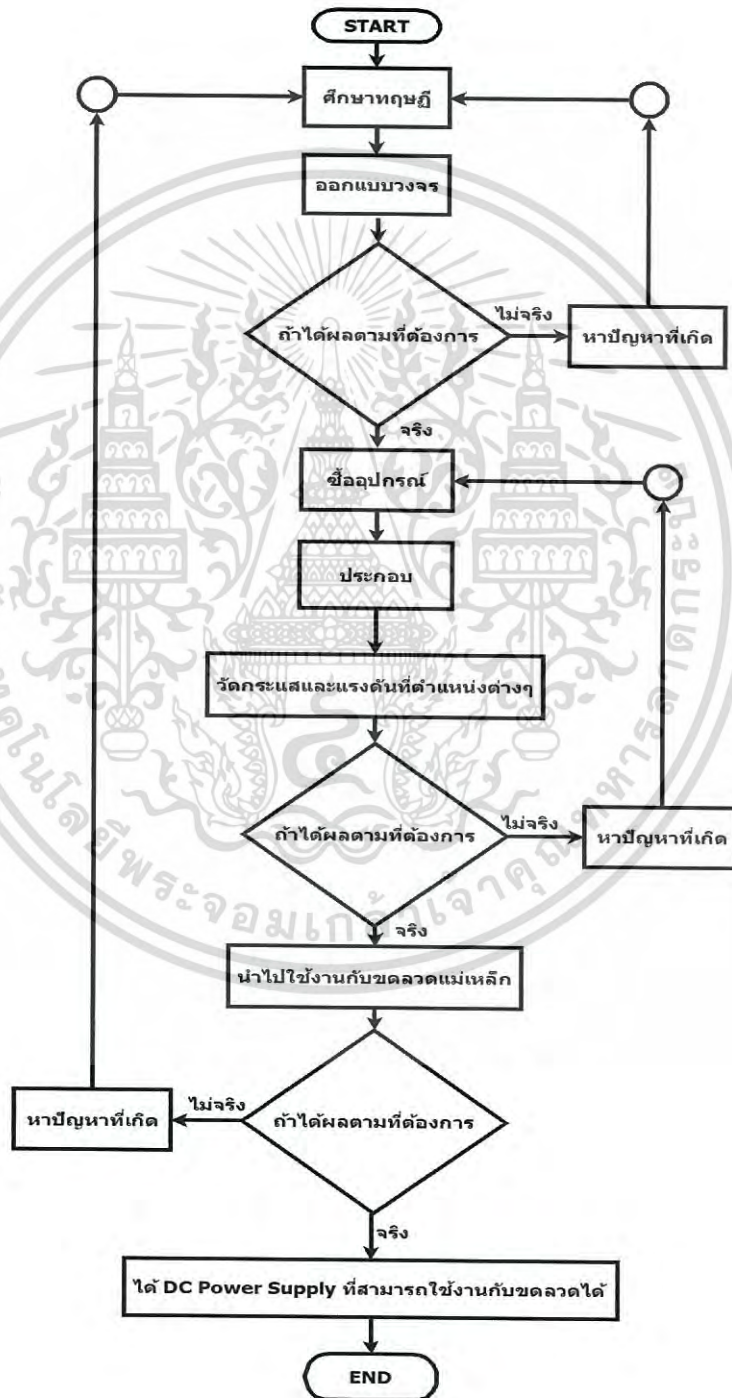 START
ศึกษาทฤษฎี
ออกแบบวงจร
ถ้าได้ผลตามที่ต้องการ
ไม่จริง
หาปัญหาที่เกิด
จริง
ซื้ออุปกรณ์
ประกอบ
วัดกระแสและแรงดันที่ตำแหน่งต่างๆ
ถ้าได้ผลตามที่ต้องการ
ไม่จริง
หาปัญหาที่เกิด
จริง
นำไปใช้งานกับขดลวดแม่เหล็ก
ถ้าได้ผลตามที่ต้องการ
ไม่จริง
หาปัญหาที่เกิด
จริง
ได้ DC Power Supply ที่สามารถใช้งานกับขดลวดได้
END